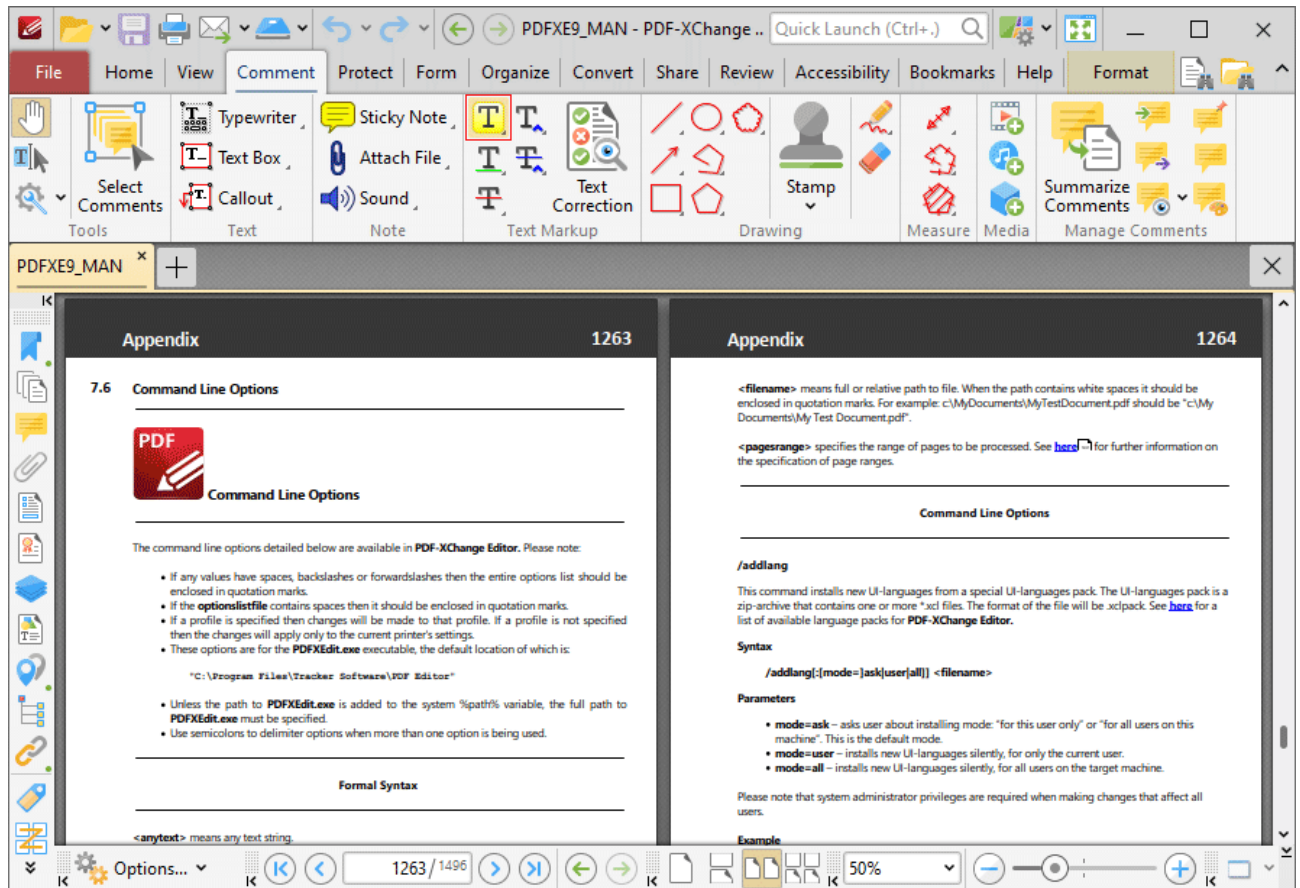 PDFXE9_MAN - PDF-XChange ..
Quick Launch (Ctrl+.)
File Home View Comment Protect Form Organize Convert Share Review Accessibility Bookmarks Help Format
Select Comments
Tools
Typewriter
Text Box
Callout
Text
Sticky Note
Attach File
Sound
Note
Text Correction
Text Markup
Stamp
Drawing
Measure
Media
Summarize Comments
Manage Comments
PDFXE9_MAN
Appendix 1263
7.6 Command Line Options
PDF
Command Line Options
The command line options detailed below are available in PDF-XChange Editor. Please note:
• If any values have spaces, backslashes or forwardslashes then the entire options list should be
enclosed in quotation marks.
• If the optionslistfile contains spaces then it should be enclosed in quotation marks.
• If a profile is specified then changes will be made to that profile. If a profile is not specified
then the changes will apply only to the current printer's settings.
• These options are for the PDFXEdit.exe executable, the default location of which is:
"C:\Program Files\Tracker Software\PDF Editor"
• Unless the path to PDFXEdit.exe is added to the system %path% variable, the full path to
PDFXEdit.exe must be specified.
• Use semicolons to delimiter options when more than one option is being used.
Formal Syntax
<anytext> means any text string.
Appendix 1264
<filename> means full or relative path to file. When the path contains white spaces it should be
enclosed in quotation marks. For example: c:\MyDocuments\MyTestDocument.pdf should be "c:\My
Documents\My Test Document.pdf".
<pagesrange> specifies the range of pages to be processed. See here for further information on
the specification of page ranges.
Command Line Options
/addlang
This command installs new UI-languages from a special UI-languages pack. The UI-languages pack is a
zip-archive that contains one or more *.xcl files. The format of the file will be .xclpack. See here for a
list of available language packs for PDF-XChange Editor.
Syntax
/addlang[:[mode=]ask|user|all]] <filename>
Parameters
• mode=ask – asks user about installing mode: "for this user only" or "for all users on this
machine". This is the default mode.
• mode=user – installs new UI-languages silently, for only the current user.
• mode=all – installs new UI-languages silently, for all users on the target machine.
Please note that system administrator privileges are required when making changes that affect all
users.
Example
Options...
1263 / 1496
50%